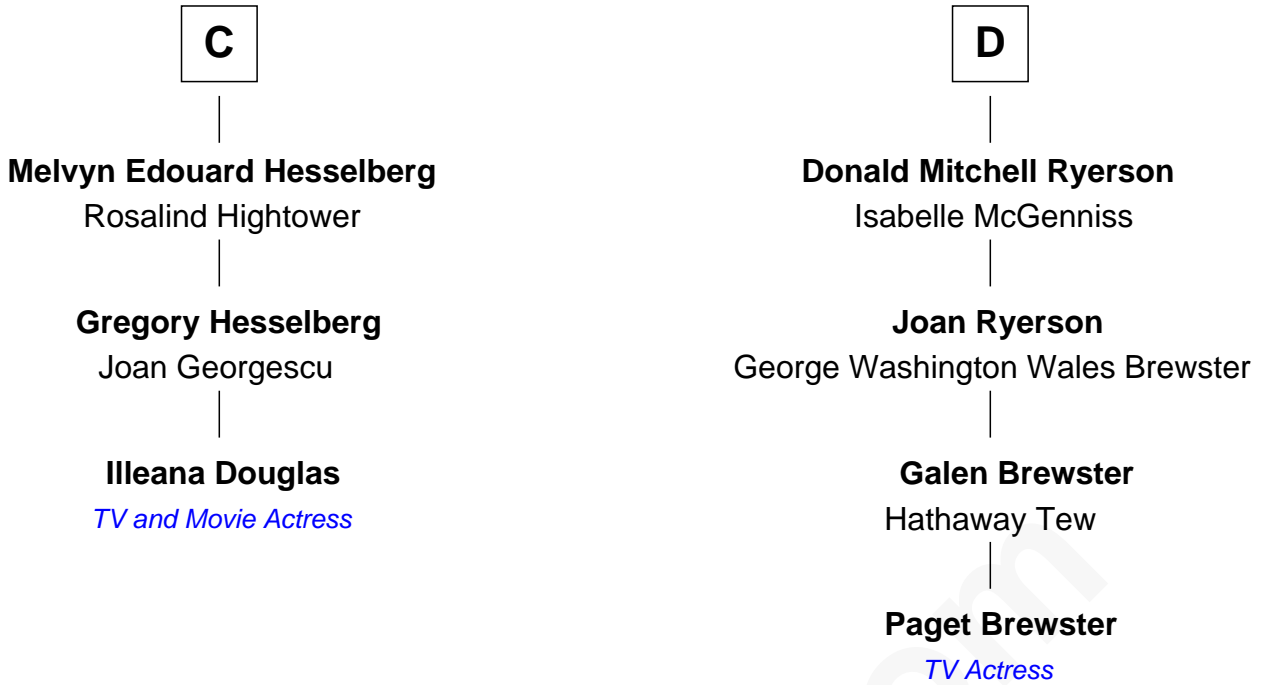 C
Melvyn Edouard Hesselberg
Rosalind Hightower
Gregory Hesselberg
Joan Georgescu
Illeana Douglas
TV and Movie Actress
D
Donald Mitchell Ryerson
Isabelle McGenniss
Joan Ryerson
George Washington Wales Brewster
Galen Brewster
Hathaway Tew
Paget Brewster
TV Actress